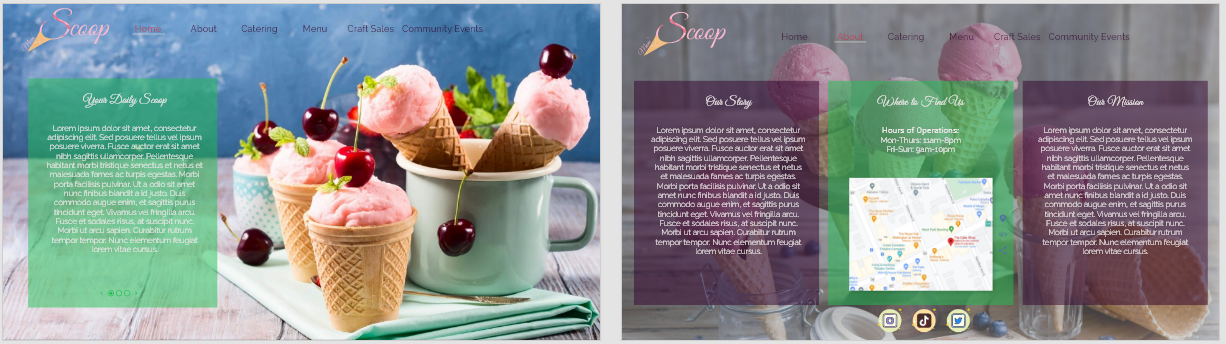 The Scoop
Home
About
Catering
Menu
Craft Sales
Community Events
Your Daily Scoop
Lorem ipsum dolor sit amet, consectetur
adipiscing elit. Sed posuere tellus vel ipsum
posuere viverra. Fusce auctor erat sit amet
nibh sagittis ullamcorper. Pellentesque
habitant morbi tristique senectus et netus et
malesuada fames ac turpis egestas. Morbi
porta facilisis pulvinar. Ut a odio sit amet
nunc finibus blandit a id justo. Duis
commodo augue enim, et sagittis turpis
tincidunt eget. Vivamus vel fringilla arcu.
Fusce et sodales risus, at suscipit nunc.
Morbi ut arcu sapien. Curabitur rutrum
tempor tempor. Nunc elementum feugiat
lorem vitae cursus.
The Scoop
Home
About
Catering
Menu
Craft Sales
Community Events
Our Story
Lorem ipsum dolor sit amet, consectetur
adipiscing elit. Sed posuere tellus vel ipsum
posuere viverra. Fusce auctor erat sit amet
nibh sagittis ullamcorper. Pellentesque
habitant morbi tristique senectus et netus
et malesuada fames ac turpis egestas.
Morbi porta facilisis pulvinar. Ut a odio sit
amet nunc finibus blandit a id justo. Duis
commodo augue enim, et sagittis turpis
tincidunt eget. Vivamus vel fringilla arcu.
Fusce et sodales risus, at suscipit nunc.
Morbi ut arcu sapien. Curabitur rutrum
tempor tempor. Nunc elementum feugiat
lorem vitae cursus.
Where to Find Us
Hours of Operations:
Mon-Thurs: 11am-8pm
Fri-Sun: 9am-10pm
Our Mission
Lorem ipsum dolor sit amet, consectetur
adipiscing elit. Sed posuere tellus vel ipsum
posuere viverra. Fusce auctor erat sit amet
nibh sagittis ullamcorper. Pellentesque
habitant morbi tristique senectus et netus
et malesuada fames ac turpis egestas.
Morbi porta facilisis pulvinar. Ut a odio sit
amet nunc finibus blandit a id justo. Duis
commodo augue enim, et sagittis turpis
tincidunt eget. Vivamus vel fringilla arcu.
Fusce et sodales risus, at suscipit nunc.
Morbi ut arcu sapien. Curabitur rutrum
tempor tempor. Nunc elementum feugiat
lorem vitae cursus.